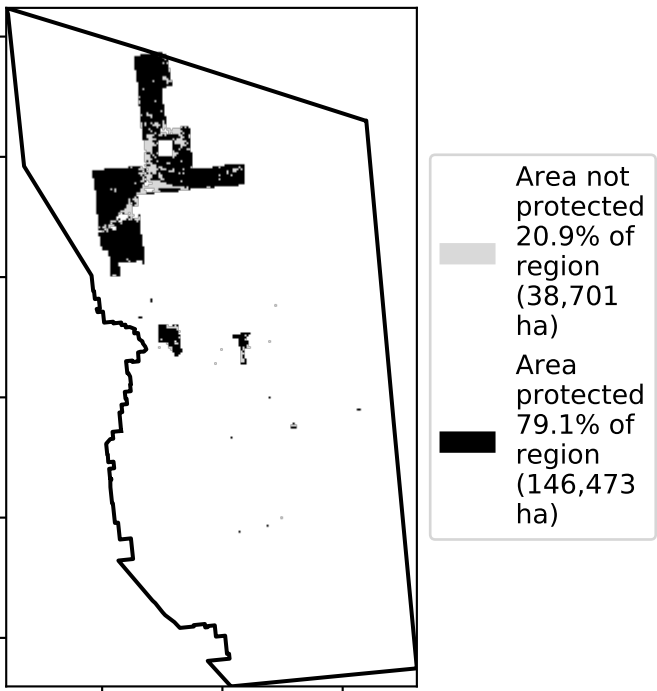 Area not
protected
20.9% of
region
(38,701
ha)
Area
protected
79.1% of
region
(146,473
ha)